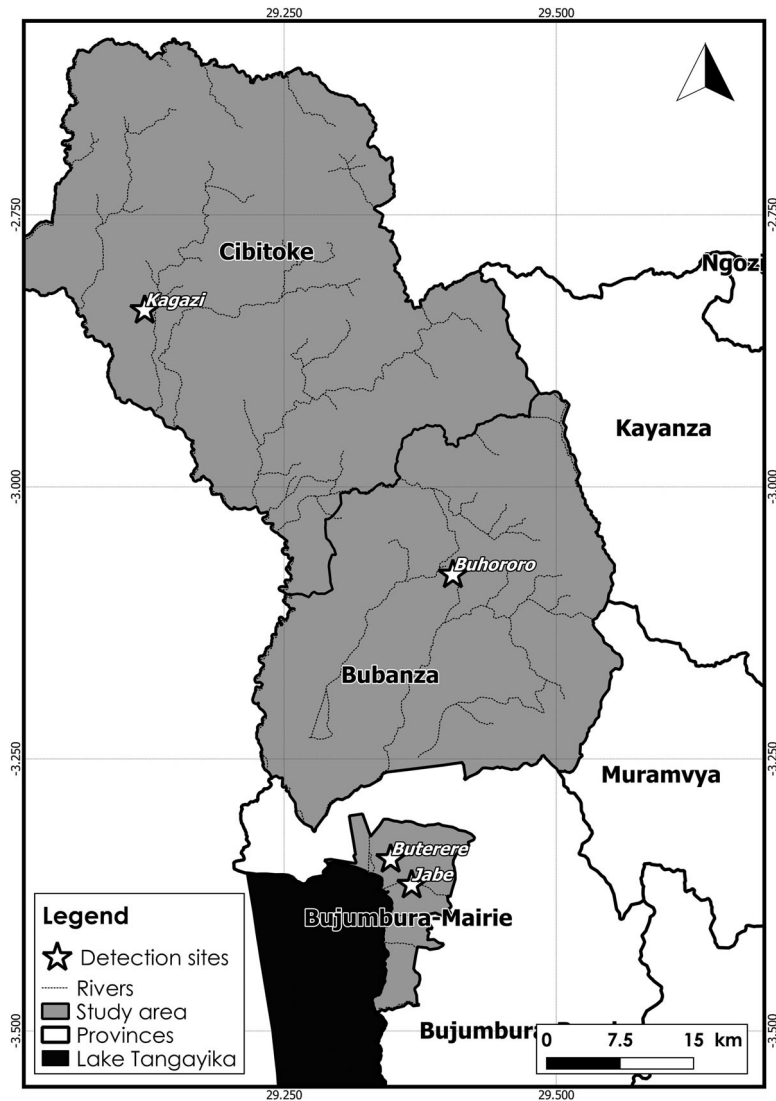 29.250 29.500
-2.750 -2.750
Cibitoke
Ngozi
Kagazi
Kayanza
-3.000 -3.000
Buhororo
Bubanza
-3.250 -3.250
Muramvya
Buterere
Jabe
Bujumbura-Mairie
Legend
Detection sites
Rivers
Study area
Provinces
Lake Tangayika
-3.500 -3.500
0 7.5 15 km
29.250 29.500